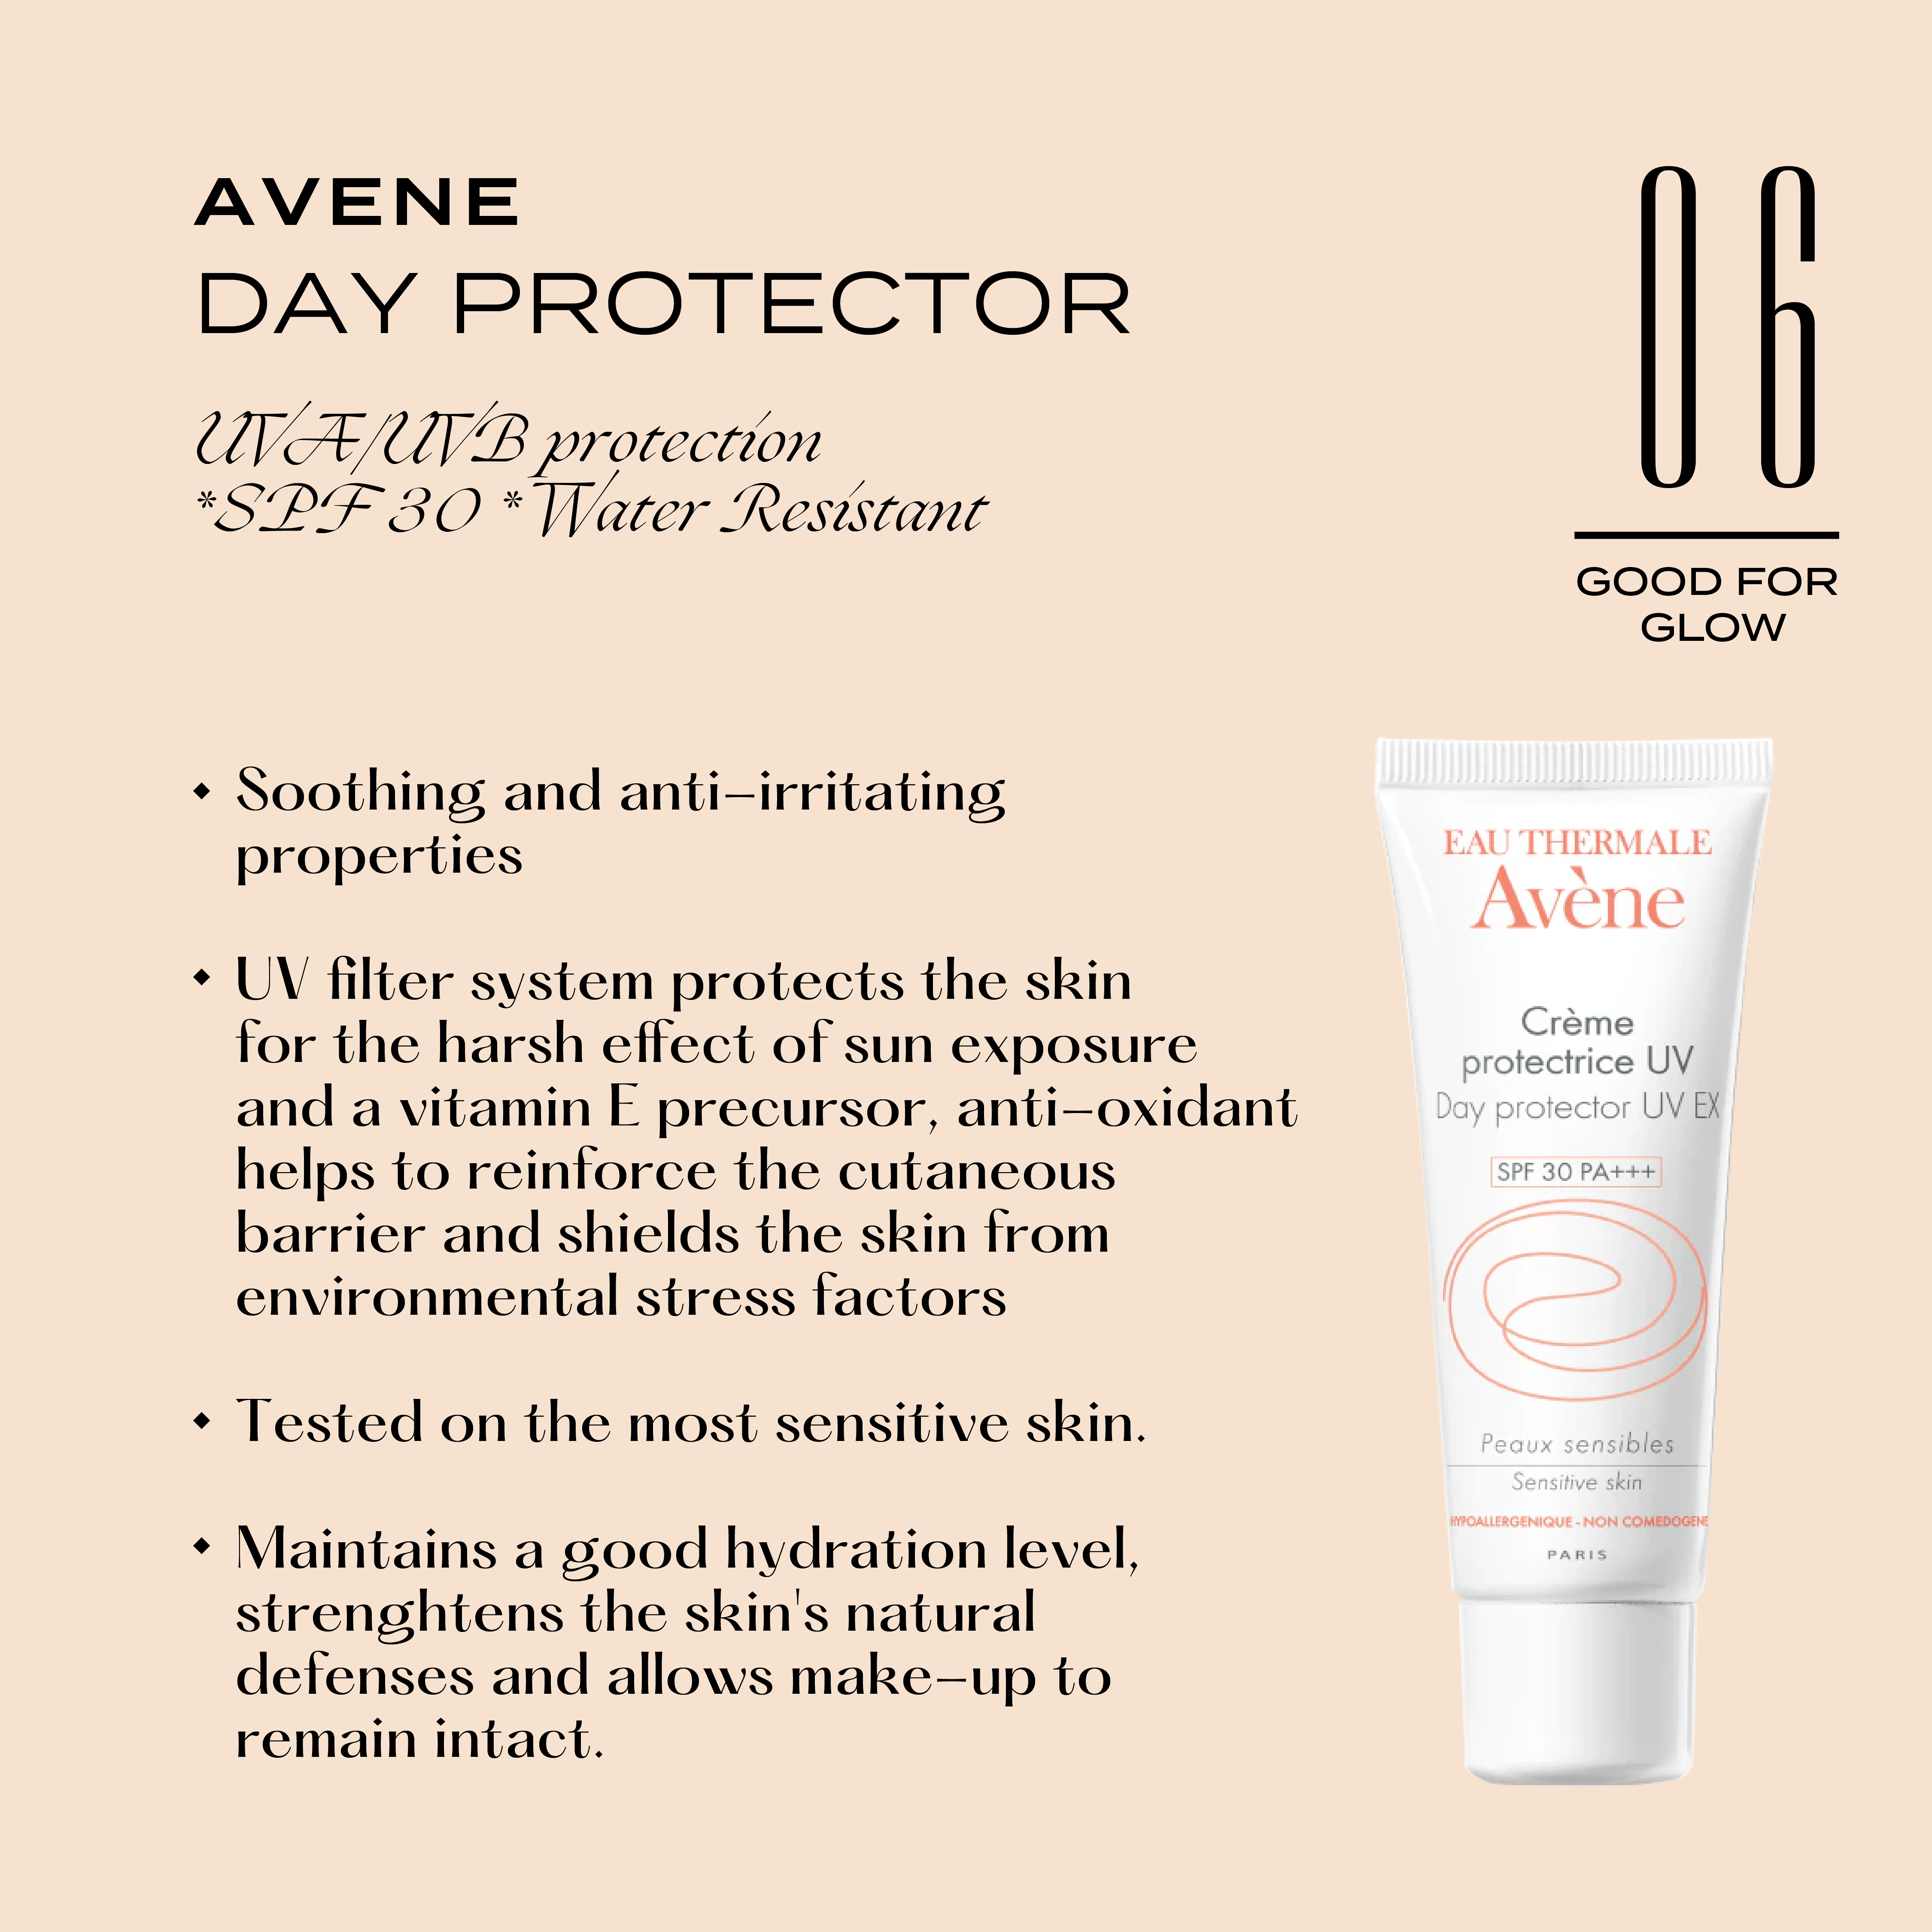 AVENE
DAY PROTECTOR
UVA/UVB protection
*SPF 30 *Water Resistant
06
GOOD FOR
GLOW
⬥ Soothing and anti-irritating
properties
⬥ UV filter system protects the skin
for the harsh effect of sun exposure
and a vitamin E precursor, anti-oxidant
helps to reinforce the cutaneous
barrier and shields the skin from
environmental stress factors
⬥ Tested on the most sensitive skin.
⬥ Maintains a good hydration level,
strenghtens the skin's natural
defenses and allows make-up to
remain intact.
EAU THERMALE
Avène
Crème
protectrice UV
Day protector UV EX
SPF 30 PA+++
Peaux sensibles
Sensitive skin
HYPOALLERGENIQUE - NON COMEDOGENE
PARIS